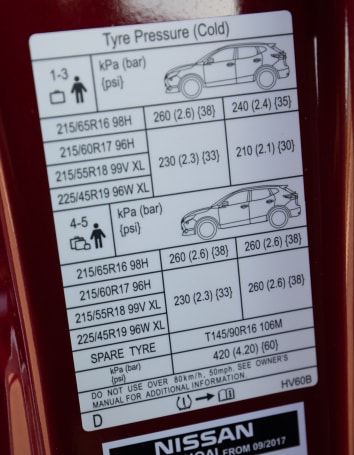 Tyre Pressure (Cold)
1-3 kPa (bar) {psi}
215/65R16 98H 260 (2.6) {38} 240 (2.4) {35}
215/60R17 96H
215/55R18 99V XL 230 (2.3) {33} 210 (2.1) {30}
225/45R19 96W XL
4-5 kPa (bar) {psi}
215/65R16 98H 260 (2.6) {38} 260 (2.6) {38}
215/60R17 96H
215/55R18 99V XL 230 (2.3) {33} 260 (2.6) {38}
225/45R19 96W XL
SPARE TYRE T145/90R16 106M
kPa (bar) {psi} 420 (4.20) {60}
DO NOT USE OVER 80km/h, 50mph. SEE OWNER'S
MANUAL FOR ADDITIONAL INFORMATION.
D HV60B
NISSAN
FROM 09/2017